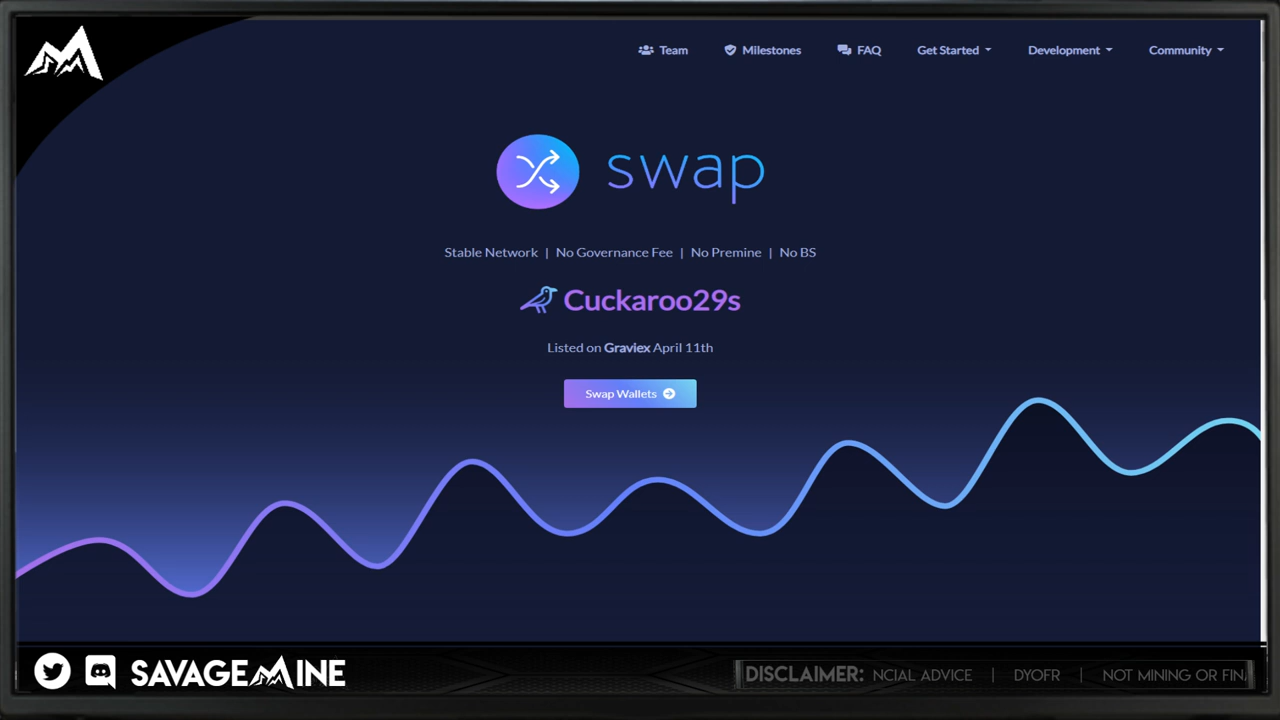 Team Milestones FAQ Get Started Development Community
swap
Stable Network | No Governance Fee | No Premine | No BS
Cuckaroo29s
Listed on Graviex April 11th
Swap Wallets
SAVAGEMINE
DISCLAIMER: NCIAL ADVICE | DYOFR | NOT MINING OR FIN